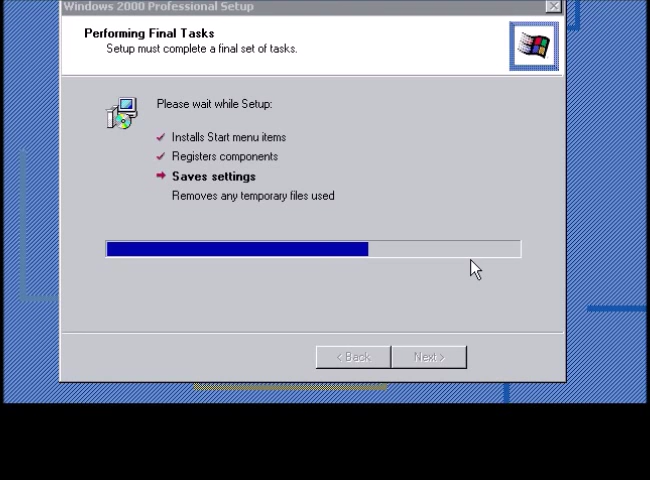 Windows 2000 Professional Setup
Performing Final Tasks
Setup must complete a final set of tasks.
Please wait while Setup:
Installs Start menu items
Registers components
Saves settings
Removes any temporary files used
< Back
Next >